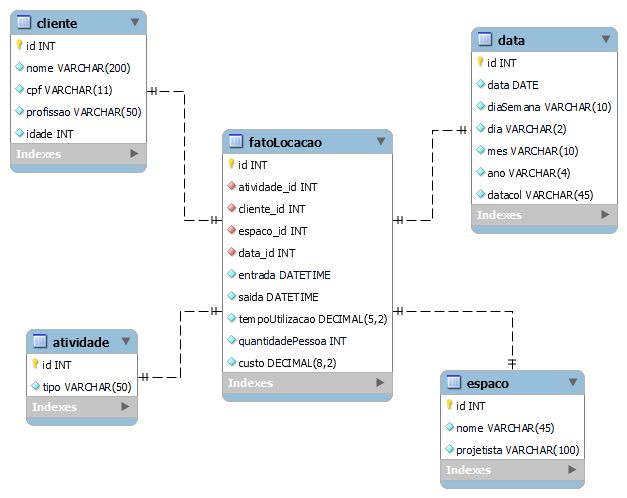 cliente
id INT
nome VARCHAR(200)
cpf VARCHAR(11)
profissao VARCHAR(50)
idade INT
Indexes
data
id INT
data DATE
diaSemana VARCHAR(10)
dia VARCHAR(2)
mes VARCHAR(10)
ano VARCHAR(4)
datacol VARCHAR(45)
Indexes
fatoLocacao
id INT
atividade_id INT
cliente_id INT
espaco_id INT
data_id INT
entrada DATETIME
saida DATETIME
tempoUtilizacao DECIMAL(5,2)
quantidadePessoa INT
custo DECIMAL(8,2)
Indexes
atividade
id INT
tipo VARCHAR(50)
Indexes
espaco
id INT
nome VARCHAR(45)
projetista VARCHAR(100)
Indexes